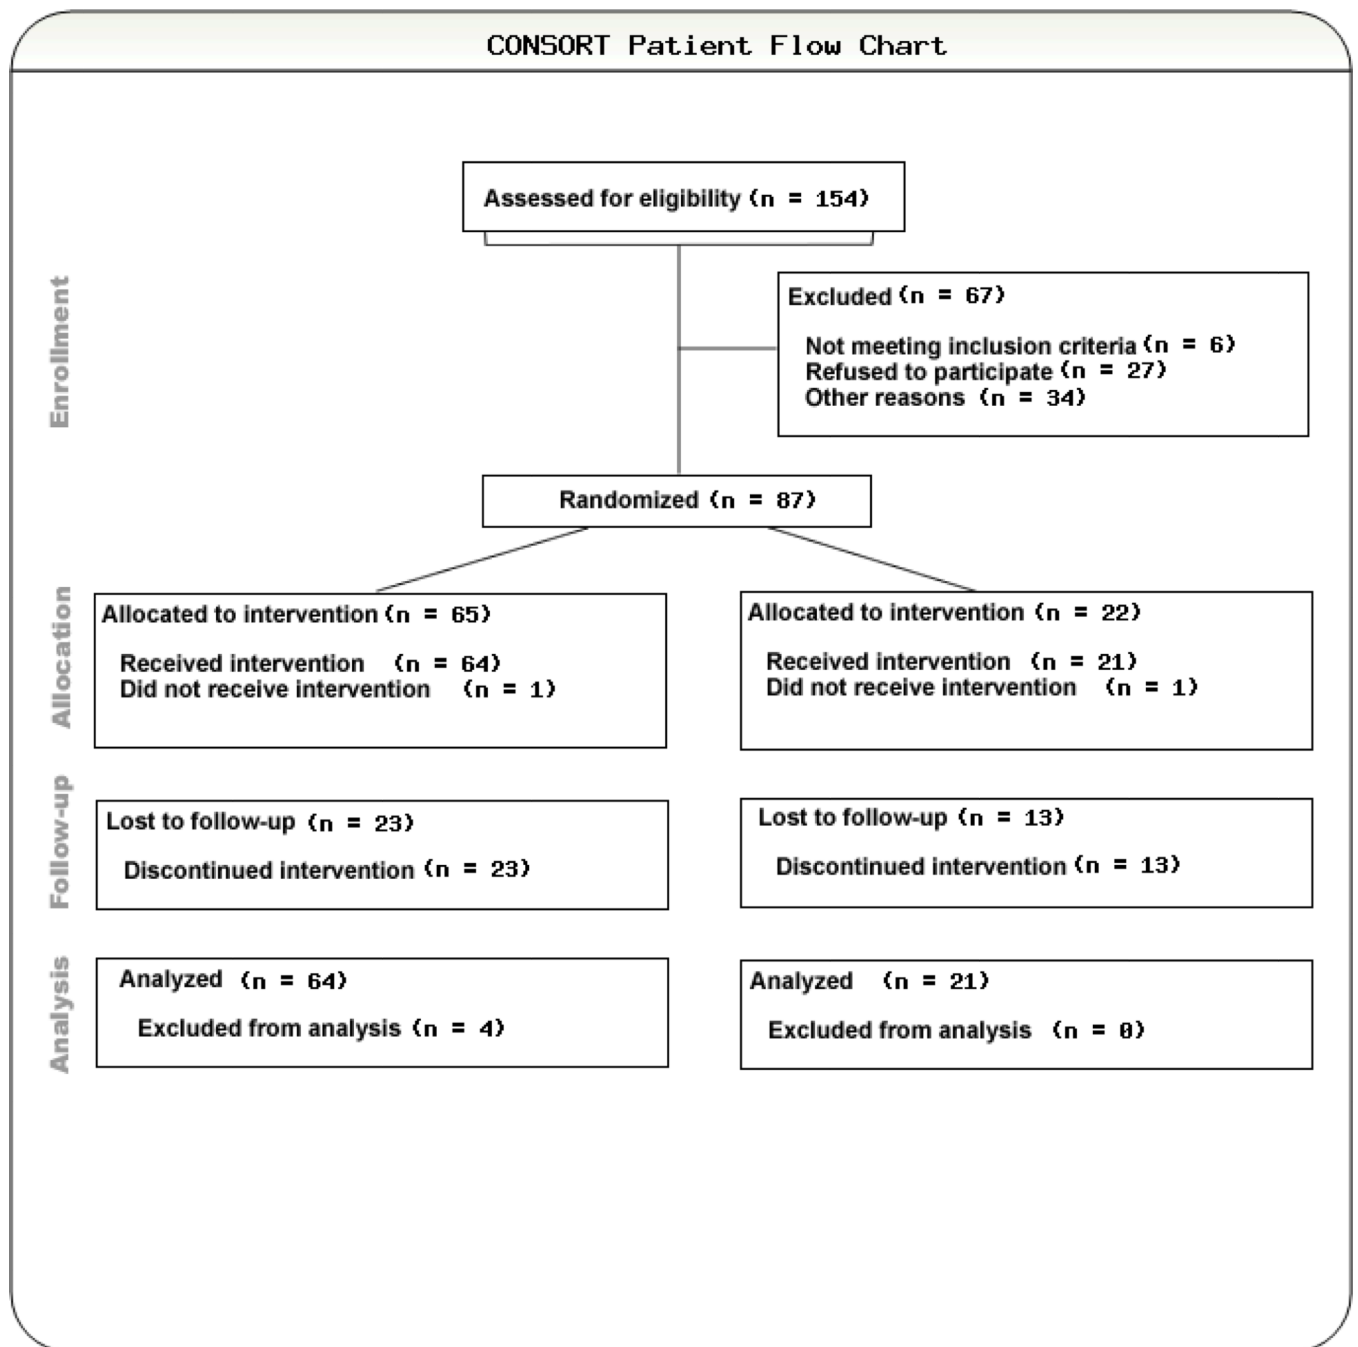 CONSORT Patient Flow Chart
Assessed for eligibility (n = 154)
Enrollment
Excluded (n = 67)
Not meeting inclusion criteria (n = 6)
Refused to participate (n = 27)
Other reasons (n = 34)
Randomized (n = 87)
Allocation
Allocated to intervention (n = 65)
Received intervention (n = 64)
Did not receive intervention (n = 1)
Allocated to intervention (n = 22)
Received intervention (n = 21)
Did not receive intervention (n = 1)
Follow-up
Lost to follow-up (n = 23)
Discontinued intervention (n = 23)
Lost to follow-up (n = 13)
Discontinued intervention (n = 13)
Analysis
Analyzed (n = 64)
Excluded from analysis (n = 4)
Analyzed (n = 21)
Excluded from analysis (n = 0)